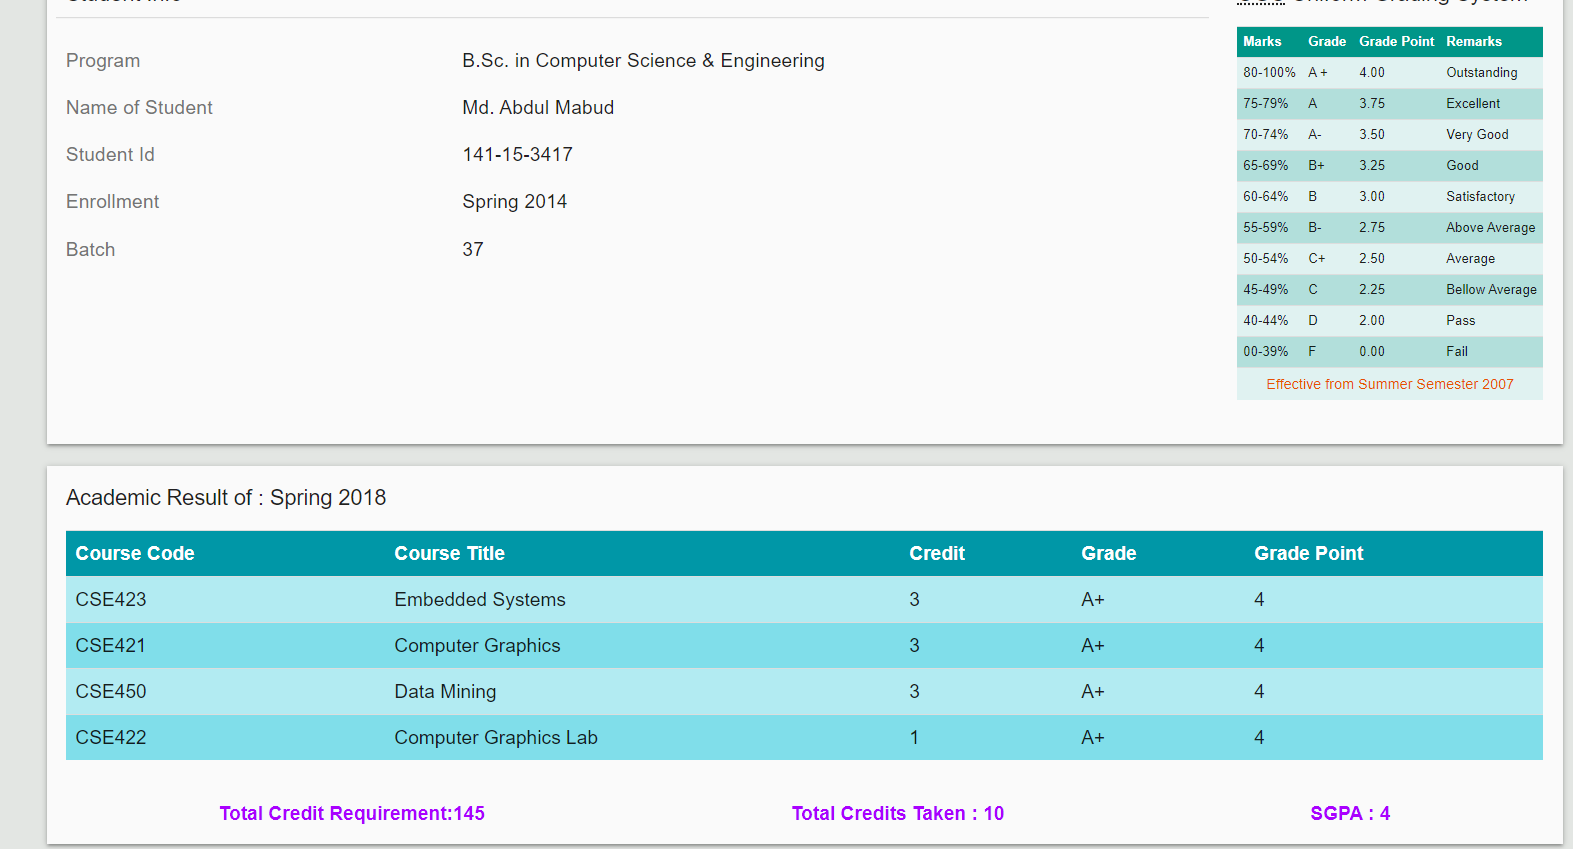 Student Info
Program B.Sc. in Computer Science & Engineering
Name of Student Md. Abdul Mabud
Student Id 141-15-3417
Enrollment Spring 2014
Batch 37
Uniform Grading System
Marks Grade Grade Point Remarks
80-100% A + 4.00 Outstanding
75-79% A 3.75 Excellent
70-74% A- 3.50 Very Good
65-69% B+ 3.25 Good
60-64% B 3.00 Satisfactory
55-59% B- 2.75 Above Average
50-54% C+ 2.50 Average
45-49% C 2.25 Bellow Average
40-44% D 2.00 Pass
00-39% F 0.00 Fail
Effective from Summer Semester 2007
Academic Result of : Spring 2018
Course Code Course Title Credit Grade Grade Point
CSE423 Embedded Systems 3 A+ 4
CSE421 Computer Graphics 3 A+ 4
CSE450 Data Mining 3 A+ 4
CSE422 Computer Graphics Lab 1 A+ 4
Total Credit Requirement:145 Total Credits Taken : 10 SGPA : 4